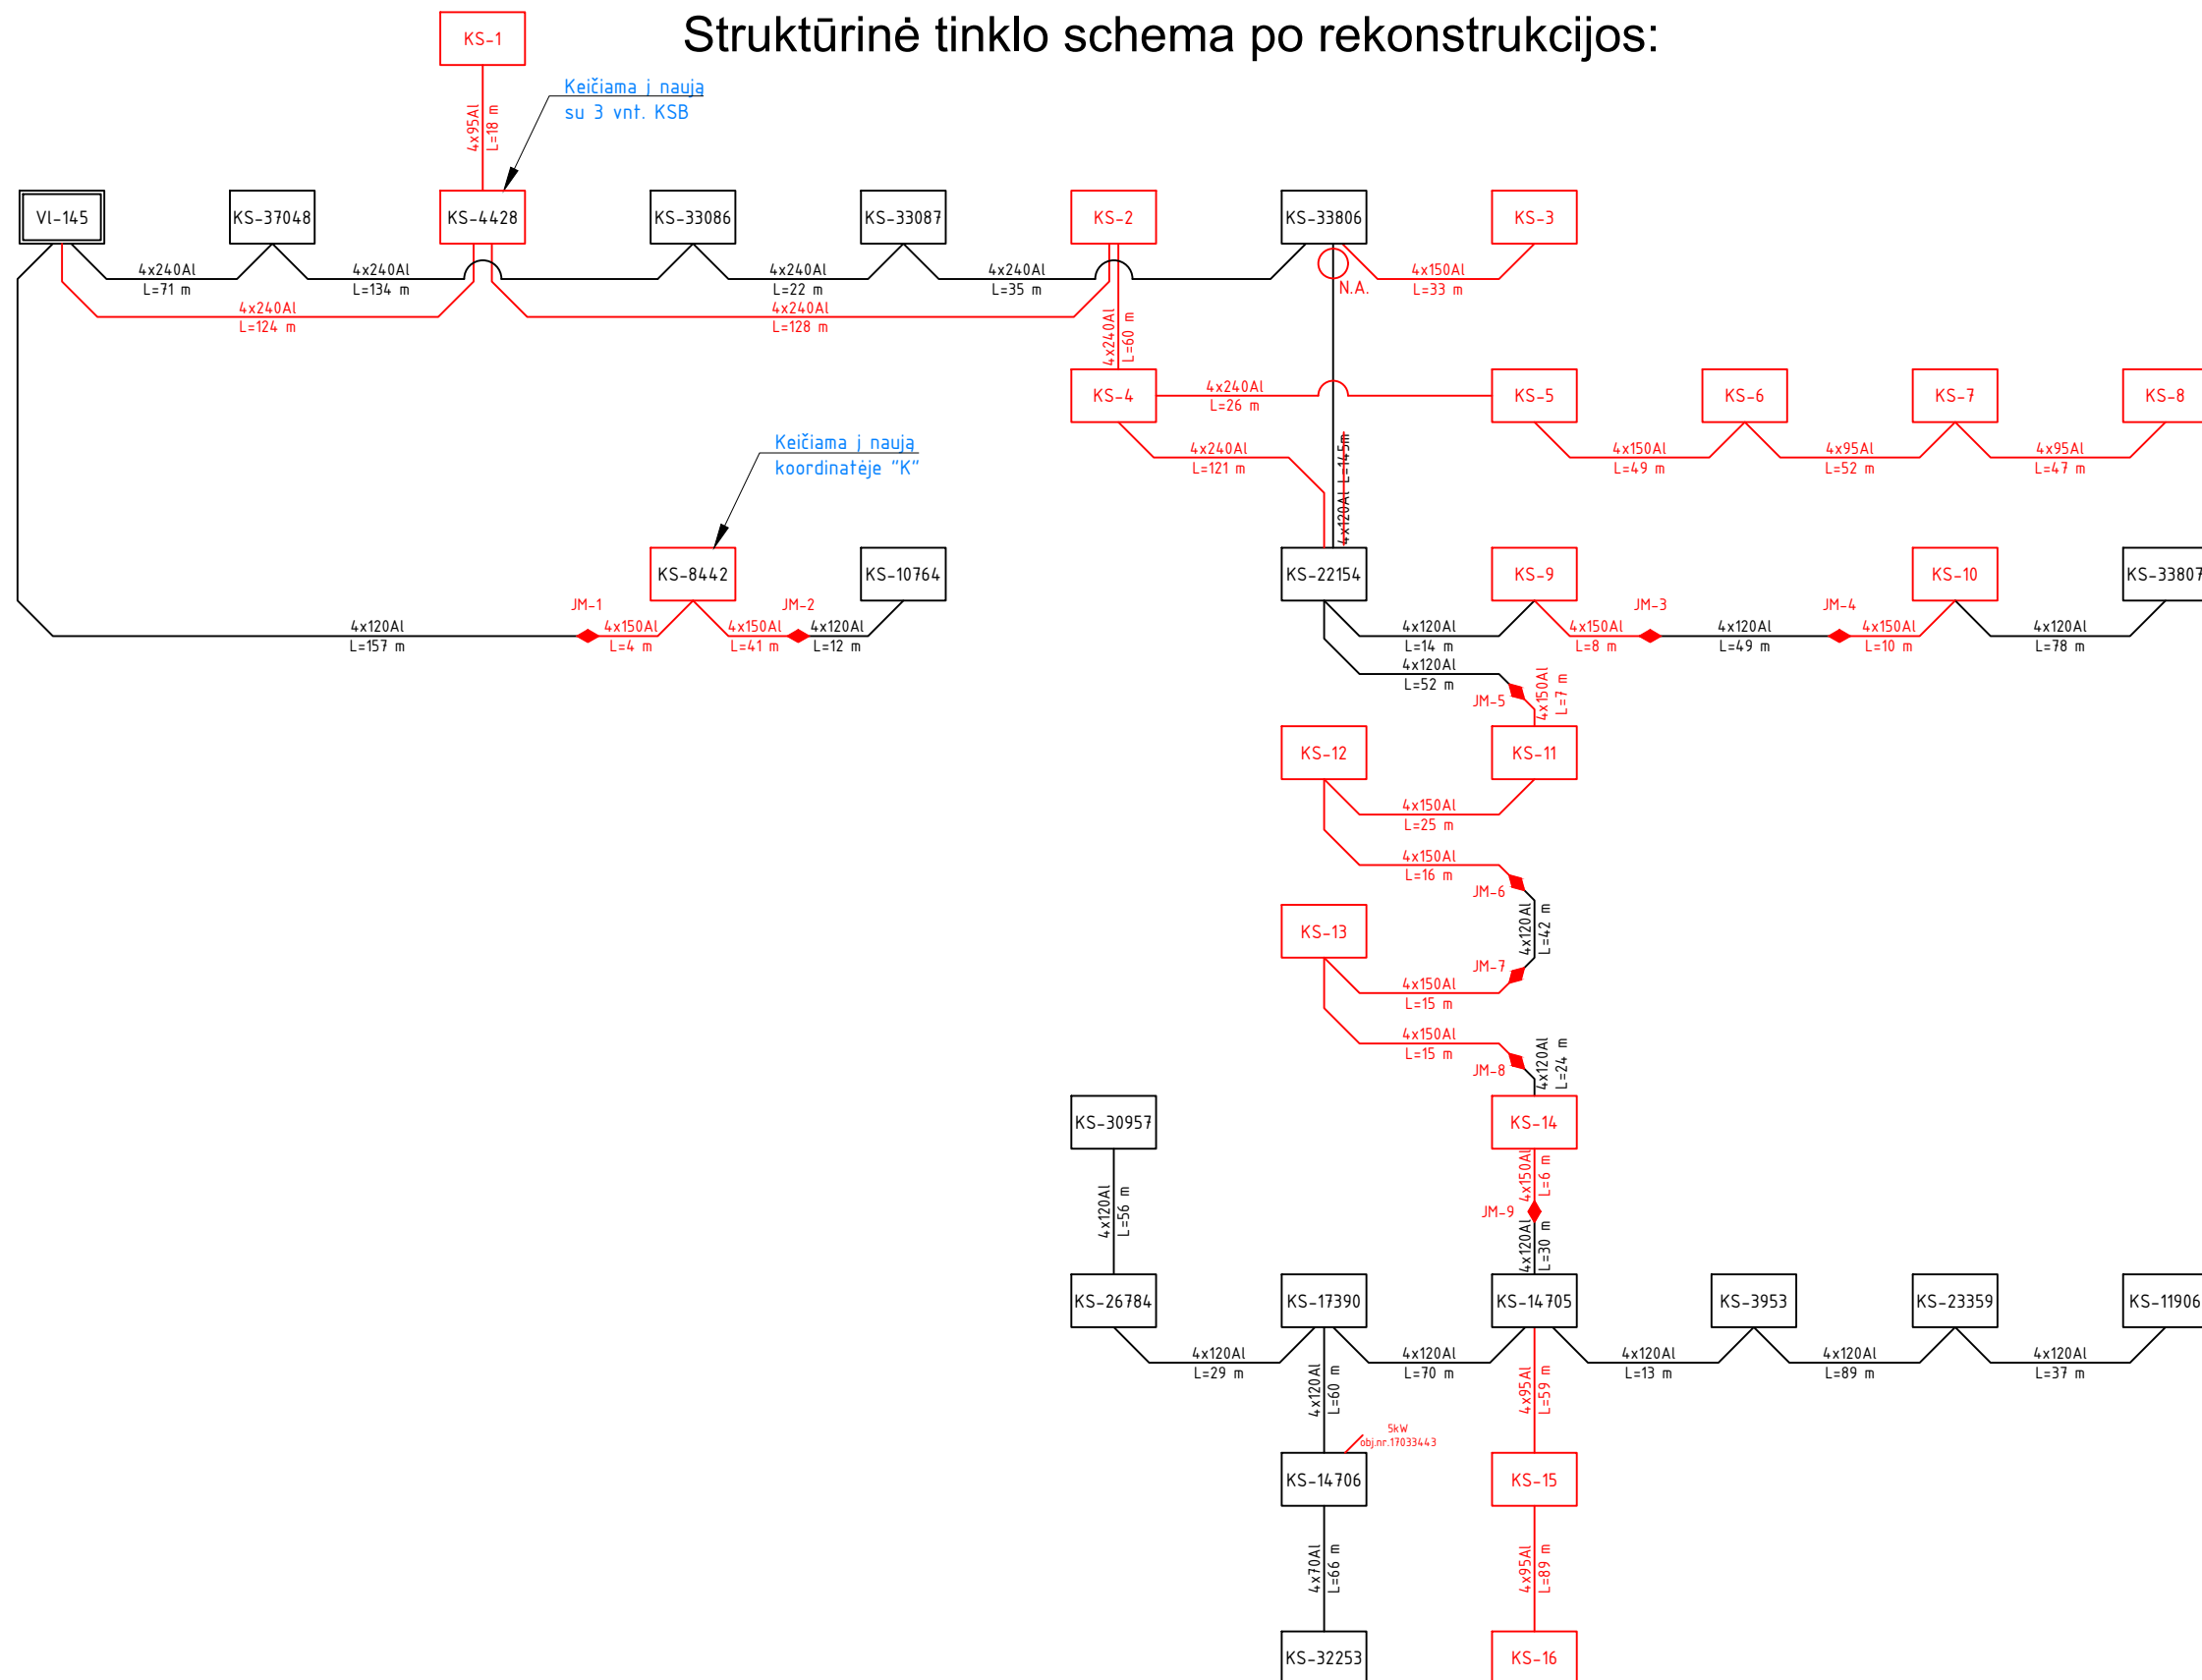 Struktūrinė tinklo schema po rekonstrukcijos:
KS-1
Keičiama į naują
su 3 vnt. KSB
4x95Al
L=18 m
Vl-145
KS-37048
KS-4428
KS-33086
KS-33087
KS-2
KS-33806
KS-3
4x240Al
L=71 m
4x240Al
L=134 m
4x240Al
L=22 m
4x240Al
L=35 m
N.A.
4x150Al
L=33 m
4x240Al
L=124 m
4x240Al
L=128 m
4x240Al
L=60 m
KS-4
4x240Al
L=26 m
KS-5
KS-6
KS-7
KS-8
Keičiama į naują
koordinatėje "K"
4x240Al
L=121 m
4x120Al L=145m
4x150Al
L=49 m
4x95Al
L=52 m
4x95Al
L=47 m
KS-8442
KS-10764
KS-22154
KS-9
KS-10
KS-33807
JM-1
JM-2
JM-3
JM-4
4x120Al
L=157 m
4x150Al
L=4 m
4x150Al
L=41 m
4x120Al
L=12 m
4x120Al
L=14 m
4x150Al
L=8 m
4x120Al
L=49 m
4x150Al
L=10 m
4x120Al
L=78 m
4x120Al
L=52 m
JM-5
4x150Al
L=7 m
KS-12
KS-11
4x150Al
L=25 m
4x150Al
L=16 m
JM-6
KS-13
4x120Al
L=42 m
JM-7
4x150Al
L=15 m
4x150Al
L=15 m
JM-8
4x120Al
L=24 m
KS-30957
KS-14
4x120Al
L=56 m
4x150Al
L=6 m
JM-9
4x120Al
L=30 m
KS-26784
KS-17390
KS-14705
KS-3953
KS-23359
KS-11906
4x120Al
L=29 m
4x120Al
L=60 m
4x120Al
L=70 m
4x95Al
L=59 m
4x120Al
L=13 m
4x120Al
L=89 m
4x120Al
L=37 m
5kW
obj.nr.17033443
KS-14706
KS-15
4x70Al
L=66 m
4x95Al
L=89 m
KS-32253
KS-16